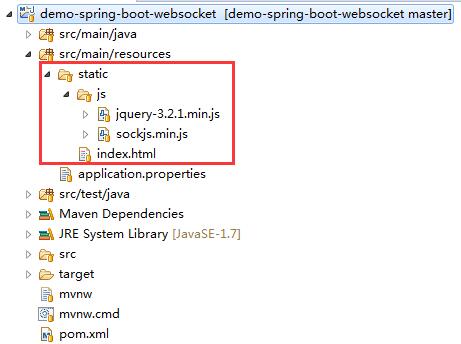 demo-spring-boot-websocket [demo-spring-boot-websocket master]
src/main/java
src/main/resources
static
js
jquery-3.2.1.min.js
sockjs.min.js
index.html
application.properties
src/test/java
Maven Dependencies
JRE System Library [JavaSE-1.7]
src
target
mvnw
mvnw.cmd
pom.xml